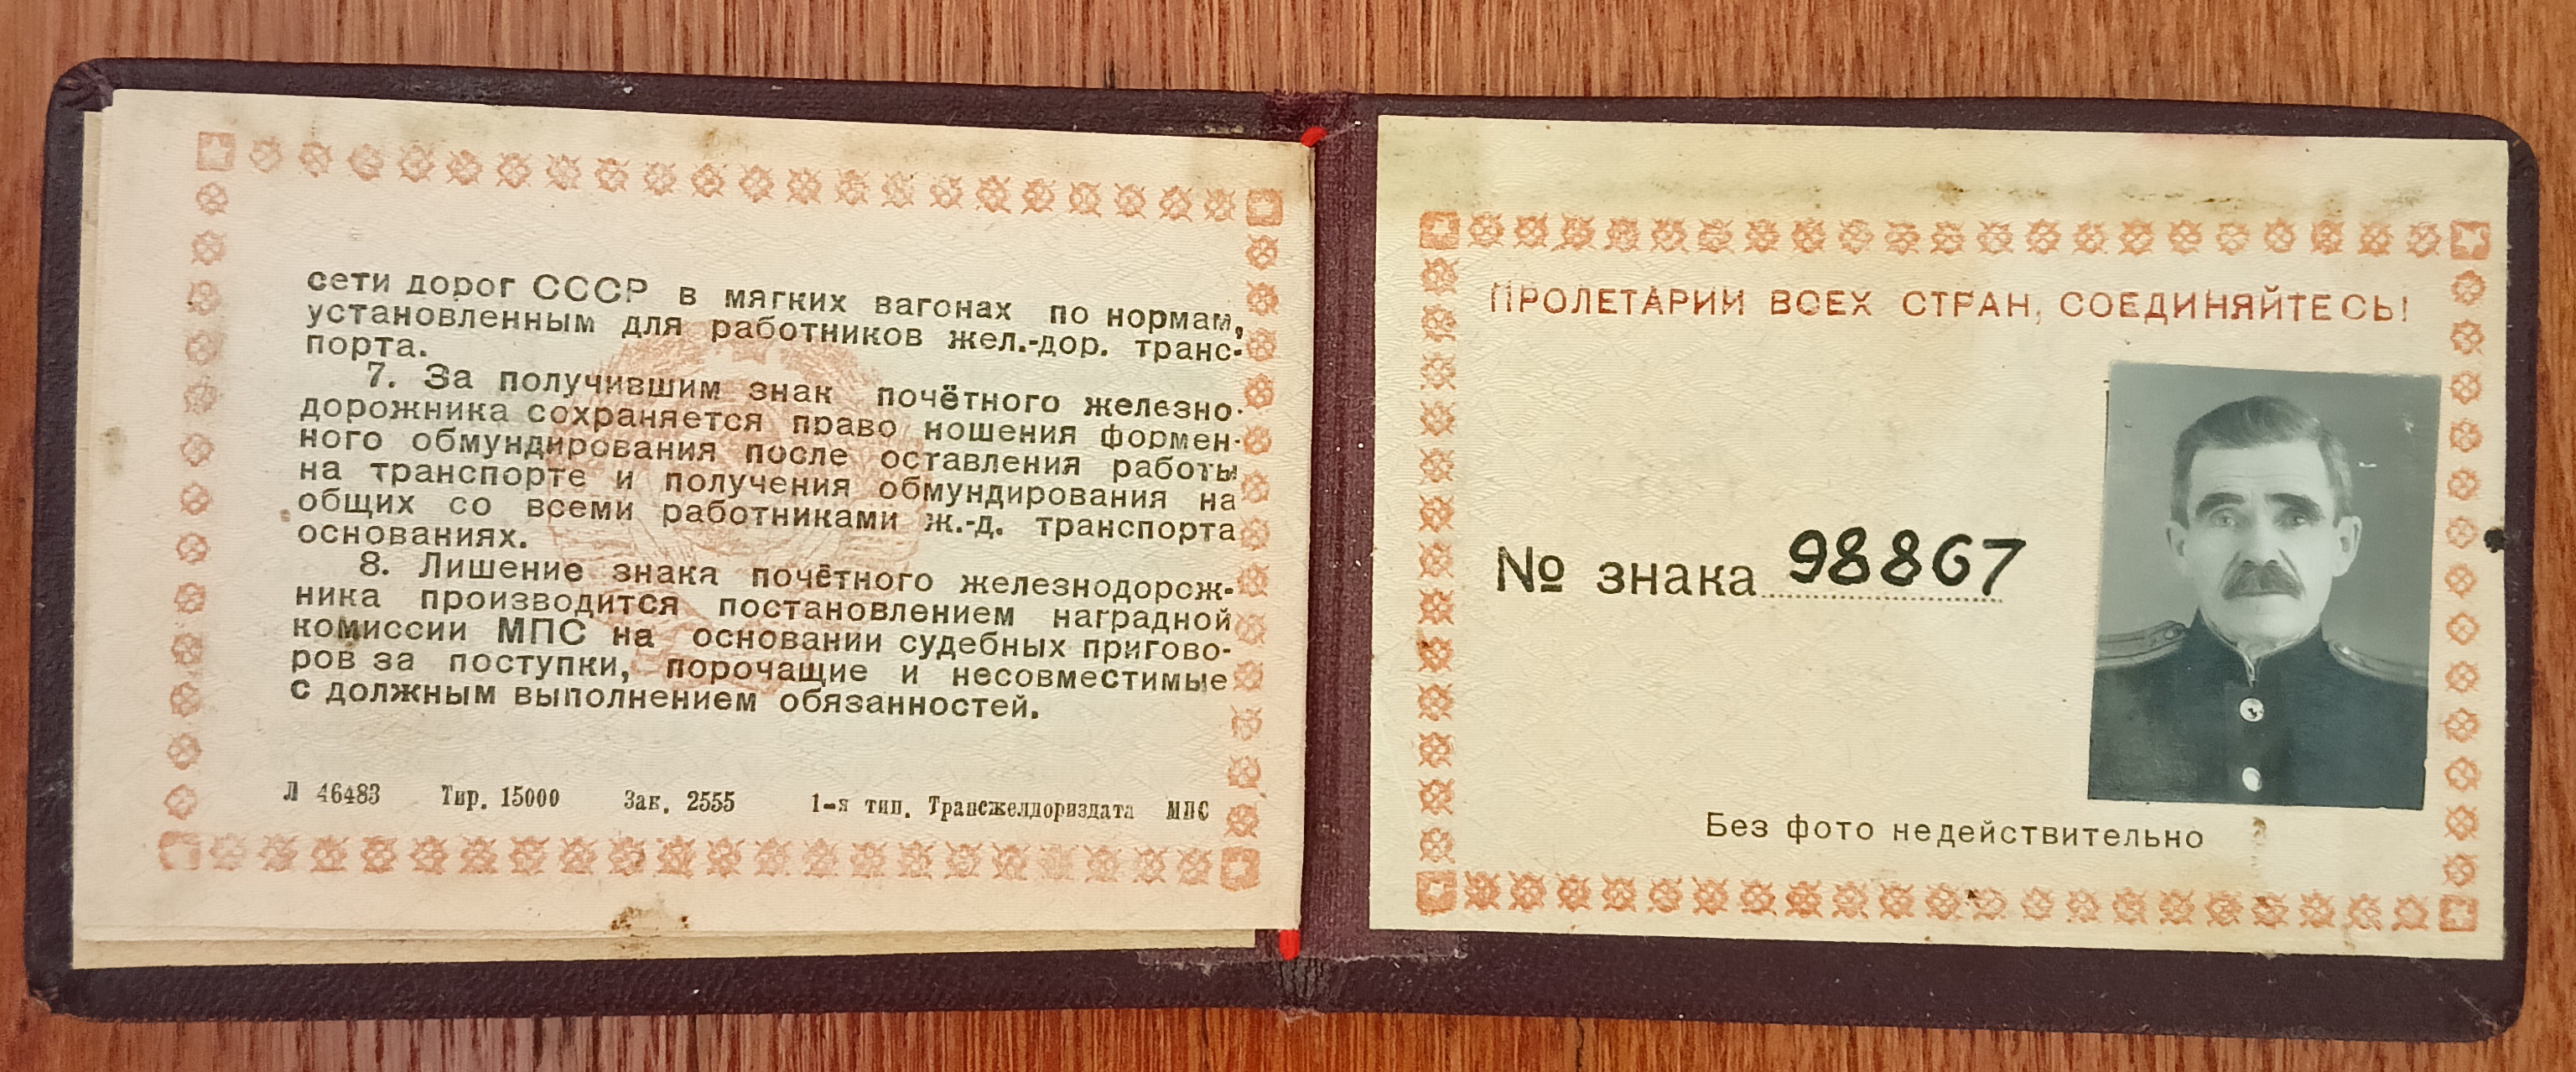 сети дорог СССР в мягких вагонах по нормам,
установленным для работников жел.-дор. транс-
порта.
7. За получившим знак почётного железно-
дорожника сохраняется право ношения формен-
ного обмундирования после оставления работы
на транспорте и получения обмундирования на
общих со всеми работниками ж.-д. транспорта
основаниях.
8. Лишение знака почётного железнодорож-
ника производится постановлением наградной
комиссии МПС на основании судебных пригово-
ров за поступки, порочащие и несовместимые
с должным выполнением обязанностей.
Л 46483 Тир. 15000 Зак. 2555 1-я тип. Трансжелдориздата МПС
ПРОЛЕТАРИИ ВСЕХ СТРАН, СОЕДИНЯЙТЕСЬ!
№ знака 98867
Без фото недействительно